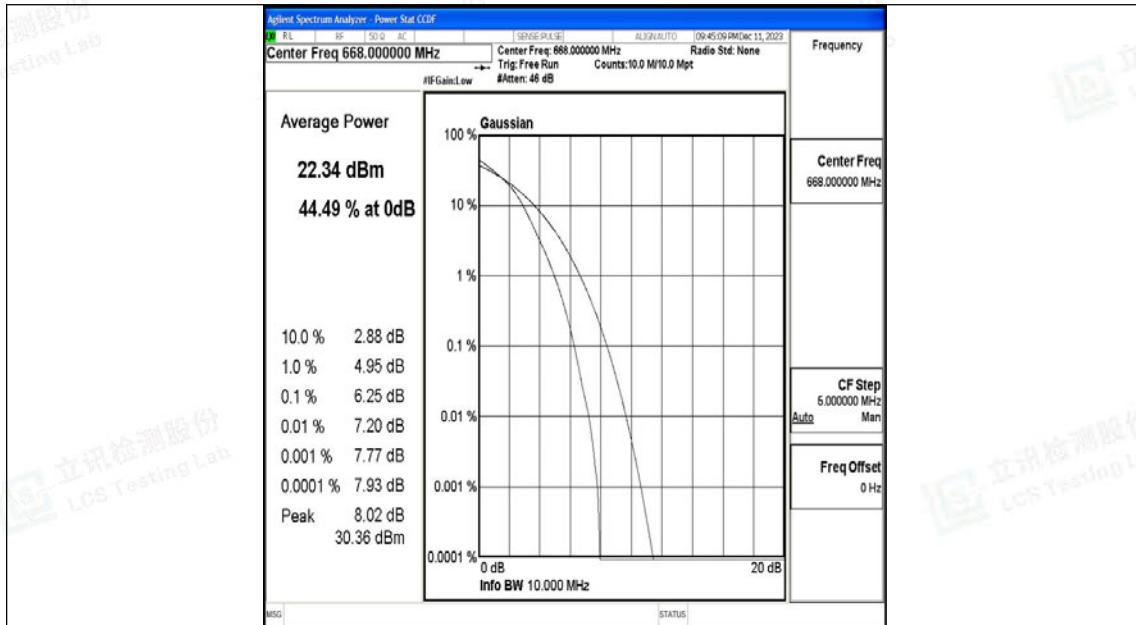 Agilent Spectrum Analyzer - Power Stat CCDF
RL RF 50 Ω AC SENSE:PULSE ALIGNAUTO 09:45:09 PM Dec 11, 2023
Center Freq 668.000000 MHz
Center Freq: 668.000000 MHz Radio Std: None
Trig: Free Run Counts:10.0 M/10.0 Mpt
#IFGain:Low #Atten: 46 dB
Frequency
Average Power
22.34 dBm
44.49 % at 0dB
10.0 % 2.88 dB
1.0 % 4.95 dB
0.1 % 6.25 dB
0.01 % 7.20 dB
0.001 % 7.77 dB
0.0001 % 7.93 dB
Peak 8.02 dB
30.36 dBm
Gaussian
100 %
10 %
1 %
0.1 %
0.01 %
0.001 %
0.0001 %
0 dB 20 dB
Info BW 10.000 MHz
Center Freq
668.000000 MHz
CF Step
5.000000 MHz
Auto Man
Freq Offset
0 Hz
MSG STATUS
立讯检测股份
LCS Testing Lab